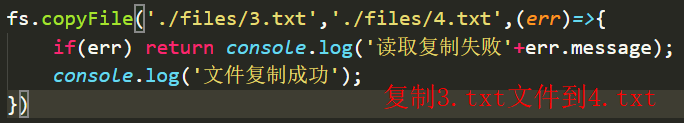 fs.copyFile('./files/3.txt','./files/4.txt',(err)=>{
if(err) return console.log('读取复制失败'+err.message);
console.log('文件复制成功');
复制3.txt文件到4.txt
})